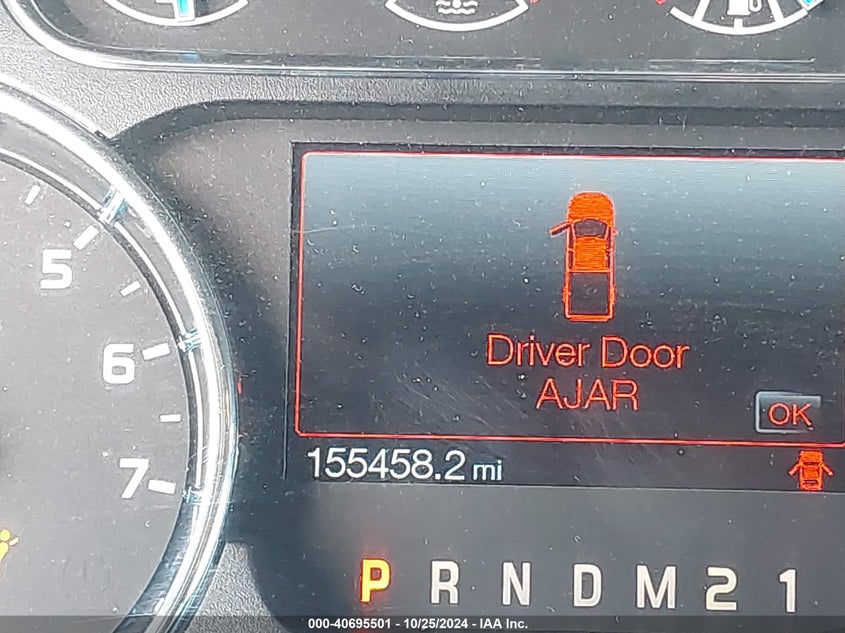 5
6
7
Driver Door
AJAR
OK
155458.2 mi
P R N D M 2 1
000-40695501 - 10/25/2024 - IAA Inc.